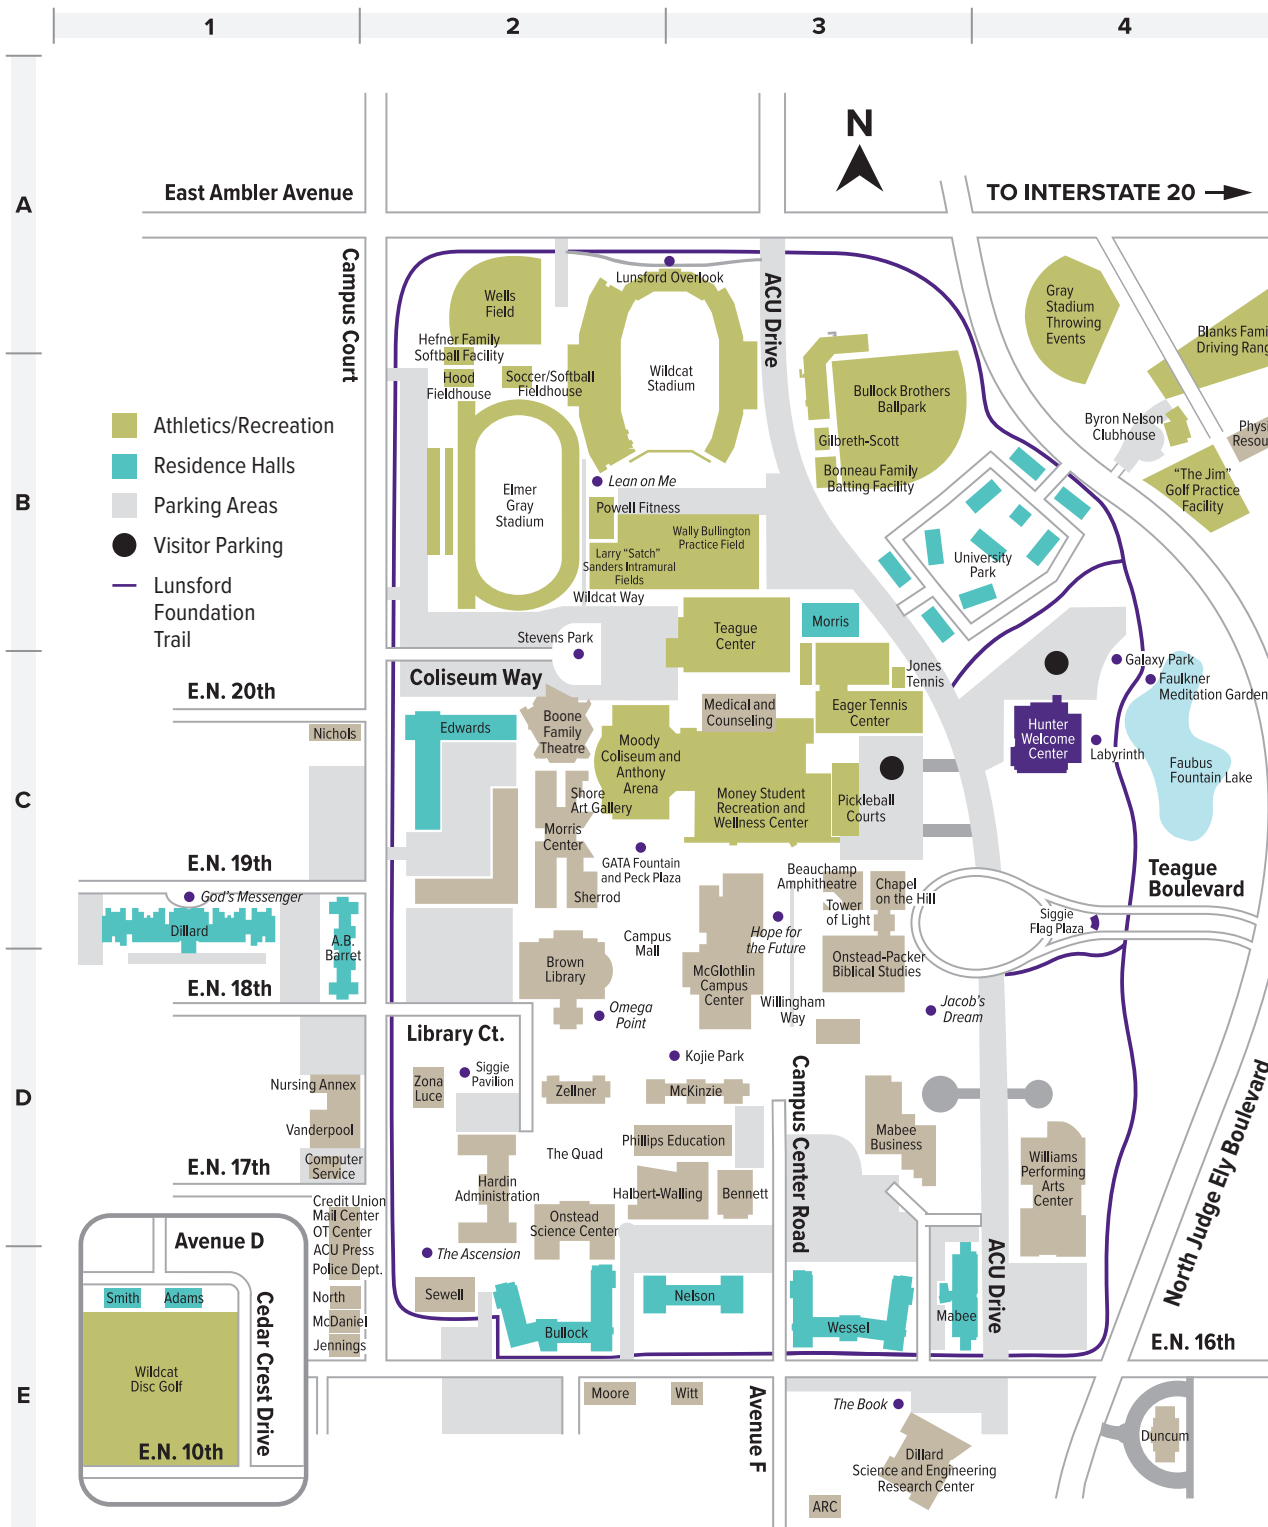 1
2
3
4
A
B
C
D
E
N
East Ambler Avenue
TO INTERSTATE 20
Campus Court
ACU Drive
Lunsford Overlook
Wells
Field
Hefner Family
Softball Facility
Hood
Fieldhouse
Soccer/Softball
Fieldhouse
Wildcat
Stadium
Gray
Stadium
Throwing
Events
Blanks Fami
Driving Rang
Bullock Brothers
Ballpark
Byron Nelson
Clubhouse
Physi
Resou
Gilbreth-Scott
Bonneau Family
Batting Facility
"The Jim"
Golf Practice
Facility
Athletics/Recreation
Residence Halls
Parking Areas
Visitor Parking
Lunsford
Foundation
Trail
Elmer
Gray
Stadium
Lean on Me
Powell Fitness
Wally Bullington
Practice Field
Larry "Satch"
Sanders Intramural
Fields
Wildcat Way
University
Park
Stevens Park
Teague
Center
Morris
Coliseum Way
Jones
Tennis
Galaxy Park
Faulkner
Meditation Garden
E.N. 20th
Nichols
Edwards
Boone
Family
Theatre
Medical and
Counseling
Eager Tennis
Center
Hunter
Welcome
Center
Labyrinth
Faubus
Fountain Lake
Moody
Coliseum and
Anthony
Arena
Shore
Art Gallery
Morris
Center
Money Student
Recreation and
Wellness Center
Pickleball
Courts
E.N. 19th
GATA Fountain
and Peck Plaza
Sherrod
Beauchamp
Amphitheatre
Chapel
on the Hill
Tower
of Light
Teague
Boulevard
God's Messenger
Dillard
A.B.
Barret
Campus
Mall
Hope for
the Future
Siggie
Flag Plaza
Brown
Library
McGlothin
Campus
Center
Onstead-Packer
Biblical Studies
E.N. 18th
Omega
Point
Willingham
Way
Jacob's
Dream
Library Ct.
Siggie
Pavilion
Kojie Park
Zona
Luce
Zellner
McKinzie
Campus Center Road
Nursing Annex
Vanderpool
Computer
Service
E.N. 17th
Phillips Education
The Quad
Hardin
Administration
Halbert-Walling
Bennett
Mabee
Business
Williams
Performing
Arts
Center
North Judge Ely Boulevard
Credit Union
Mail Center
OT Center
ACU Press
Police Dept.
North
McDaniel
Jennings
Onstead
Science Center
The Ascension
Sewell
Bullock
Nelson
Wessel
Mabee
ACU Drive
E.N. 16th
Avenue D
Smith
Adams
Cedar Crest Drive
Wildcat
Disc Golf
E.N. 10th
Moore
Witt
Avenue F
The Book
Dillard
Science and Engineering
Research Center
ARC
Duncum